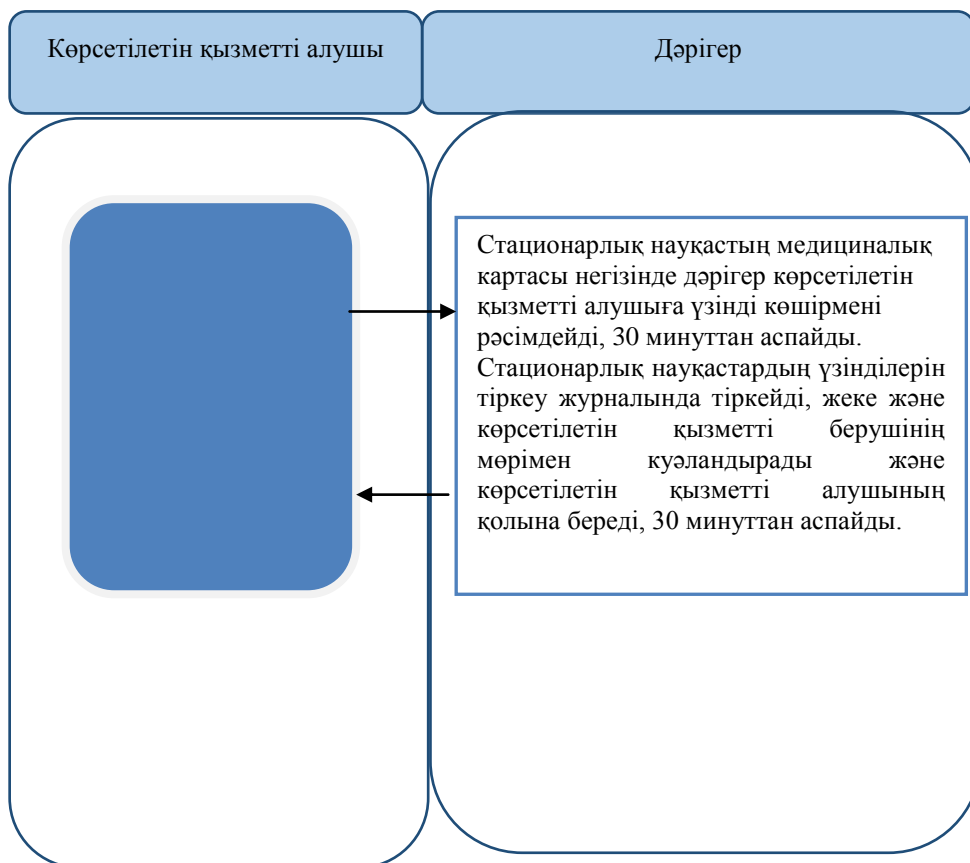 Көрсетілетін қызметті алушы
Дәрігер
Стационарлық науқастың медициналық
картасы негізінде дәрігер көрсетілетін
қызметті алушыға үзінді көшірмені
рәсімдейді, 30 минуттан аспайды.
Стационарлық науқастардың үзінділерін
тіркеу журналында тіркейді, жеке және
көрсетілетін қызметті берушінің
мөрімен куәландырады және
көрсетілетін қызметті алушының
қолына береді, 30 минуттан аспайды.